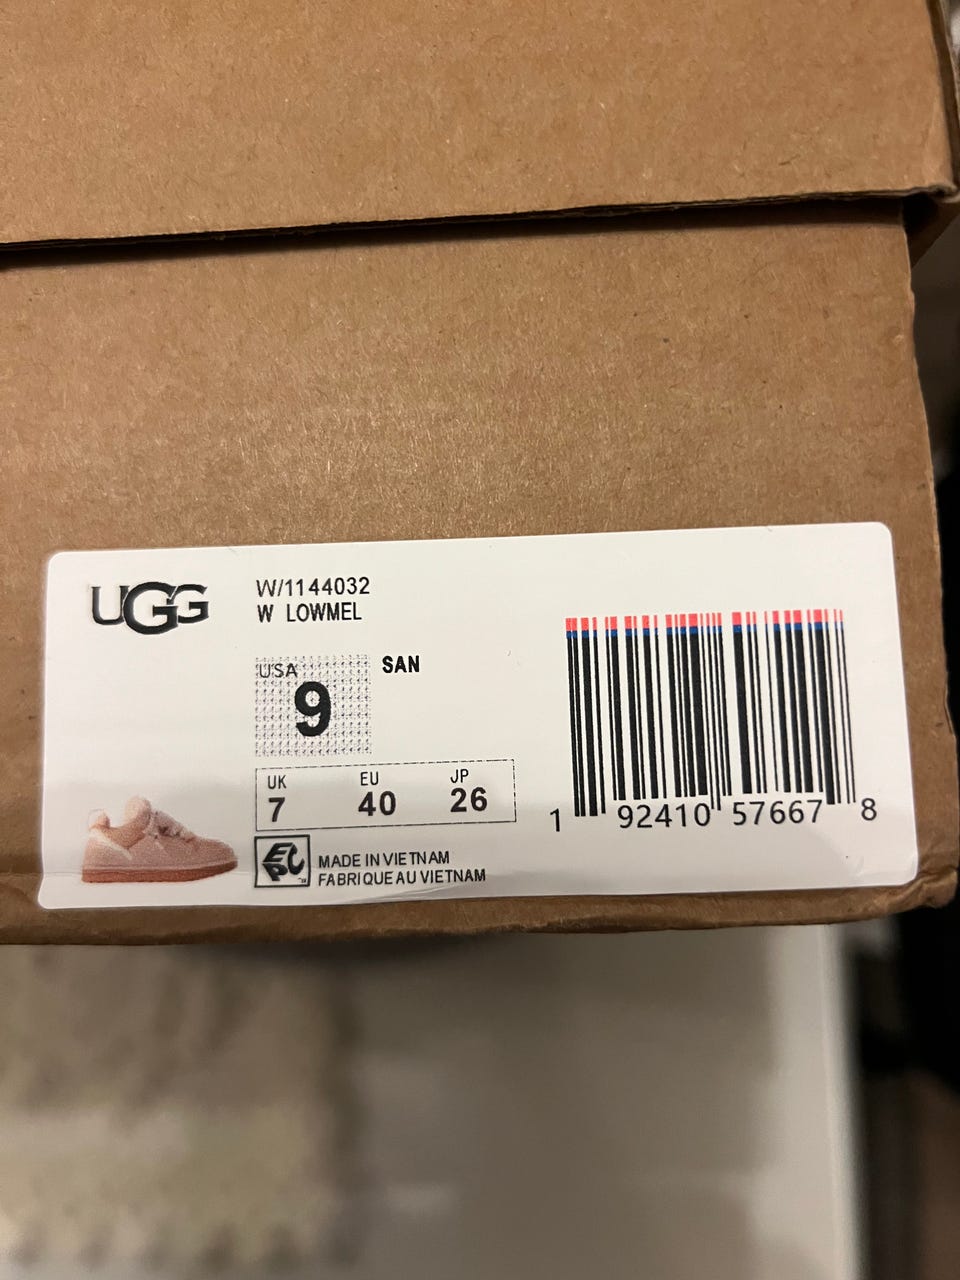 UGG
W/1144032
W LOWMEL
USA
9
SAN
UK EU JP
7 40 26
EPC
MADE IN VIETNAM
FABRIQUE AU VIETNAM
1 92410 57667 8